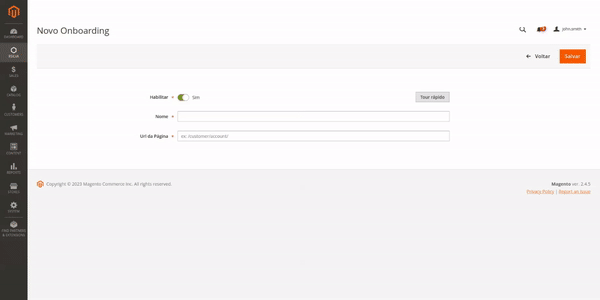 Novo Onboarding
johnsmith
Voltar
Salvar
Habilitar
Sim
Tour rápido
Nome
Url da Página
ex: /customer/account/
Copyright © 2023 Magento Commerce Inc. All rights reserved.
Magento ver. 2.4.5
Privacy Policy | Report an Issue
DASHBOARD
SALES
CATALOG
CUSTOMERS
MARKETING
CONTENT
REPORTS
STORES
SYSTEM
FIND PARTNERS
& EXTENSIONS